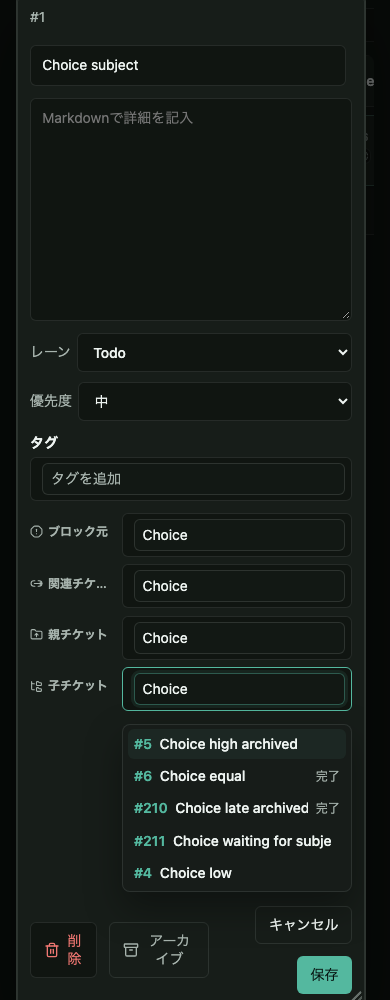 #1
Choice subject
Markdownで詳細を記入
レーン Todo
優先度 中
タグ
タグを追加
ブロック元 Choice
関連チケ... Choice
親チケット Choice
子チケット Choice
#5 Choice high archived
#6 Choice equal 完了
#210 Choice late archived 完了
#211 Choice waiting for subje
#4 Choice low
キャンセル
削
除
アーカ
イブ
保存